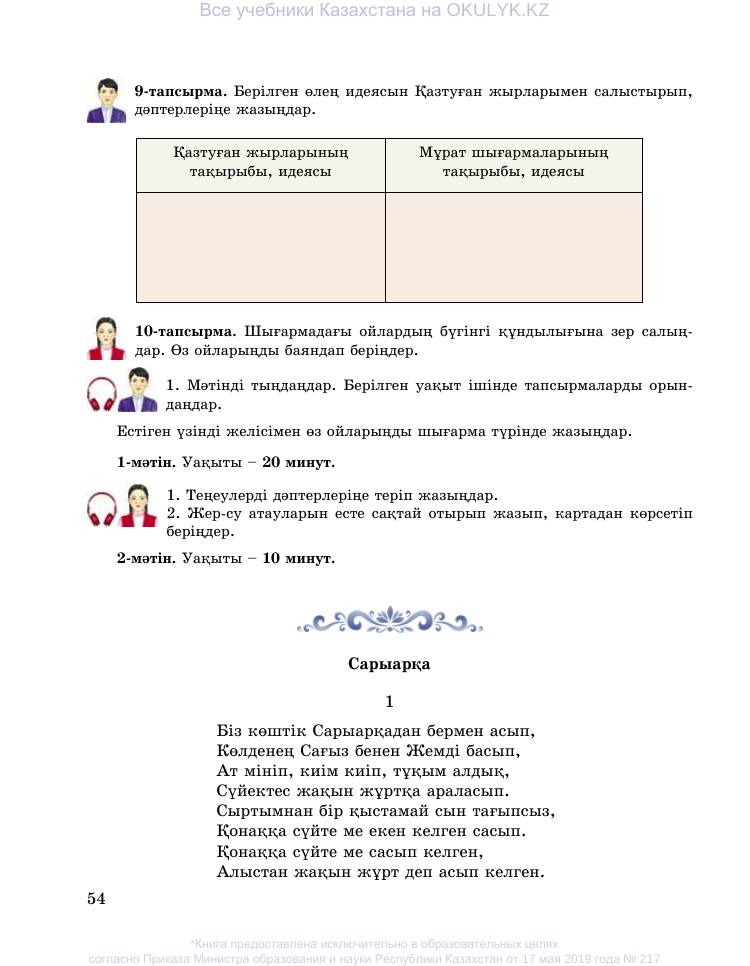 Все учебники Казахстана на OKULYK.KZ
9-тапсырма. Берілген өлең идеясын Қазтуған жырларымен салыстырып,
дәптерлеріңе жазыңдар.
Қазтуған жырларының
тақырыбы, идеясы
Мұрат шығармаларының
тақырыбы, идеясы
10-тапсырма. Шығармадағы ойлардың бүгінгі құндылығына зер салың-
дар. Өз ойларыңды баяндап беріңдер.
1. Мәтінді тыңдаңдар. Берілген уақыт ішінде тапсырмаларды орын-
даңдар.
Естіген үзінді желісімен өз ойларыңды шығарма түрінде жазыңдар.
1-мәтін. Уақыты – 20 минут.
1. Теңеулерді дәптерлеріңе теріп жазыңдар.
2. Жер-су атауларын есте сақтай отырып жазып, картадан көрсетіп
беріңдер.
2-мәтін. Уақыты – 10 минут.
Сарыарқа
1
Біз көштік Сарыарқадан бермен асып,
Көлденең Сағыз бенен Жемді басып,
Ат мініп, киім киіп, тұқым алдық,
Сүйектес жақын жұртқа араласып.
Сыртымнан бір қыстамай сын тағыпсыз,
Қонаққа сүйте ме екен келген сасып.
Қонаққа сүйте ме сасып келген,
Алыстан жақын жұрт деп асып келген.
54
*Книга предоставлена исключительно в образовательных целях
согласно Приказа Министра образования и науки Республики Казахстан от 17 мая 2019 года № 217